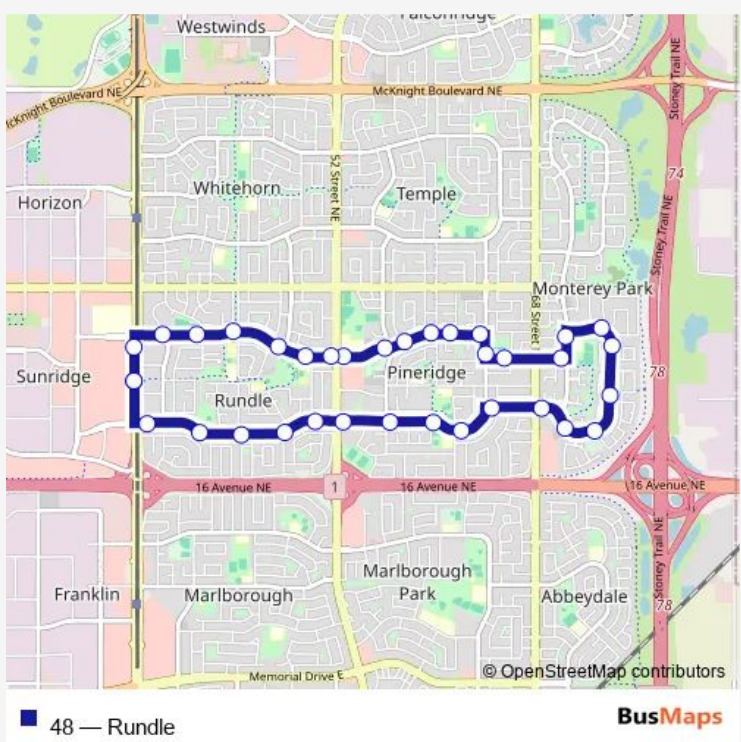 Falconridge
Westwinds
McKnight Boulevard NE
McKnight Boulevard NE
Stoney Trail NE
52 Street NE
74
Whitehorn
Temple
Horizon
Stoney Trail NE
Monterey Park
68 Street
Sunridge
Pineridge
78
Rundle
16 Avenue NE
1
16 Avenue NE
16 Avenue NE
Stoney Trail NE
Marlborough
Park
Franklin
Marlborough
Abbeydale
78
Memorial Drive E
© OpenStreetMap contributors
48 — Rundle
BusMaps